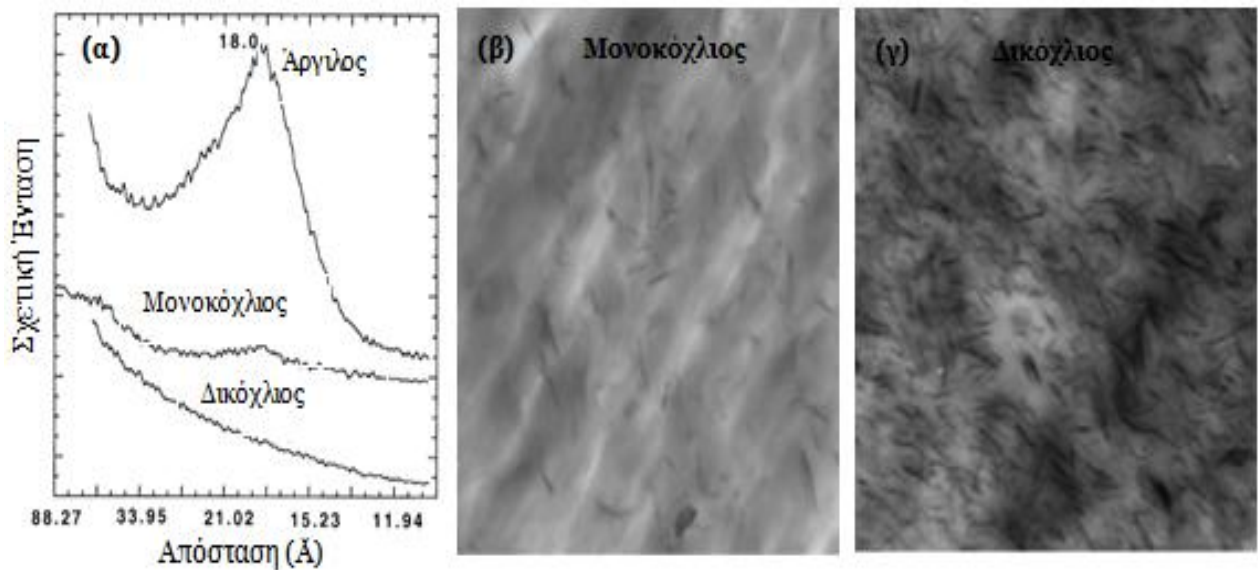 (α)
18.0
Άργιλος
Μονοκόχλιος
Δικόχλιος
Σχετική Ένταση
88.27 33.95 21.02 15.23 11.94
Απόσταση (Å)
(β) Μονοκόχλιος
(γ) Δικόχλιος